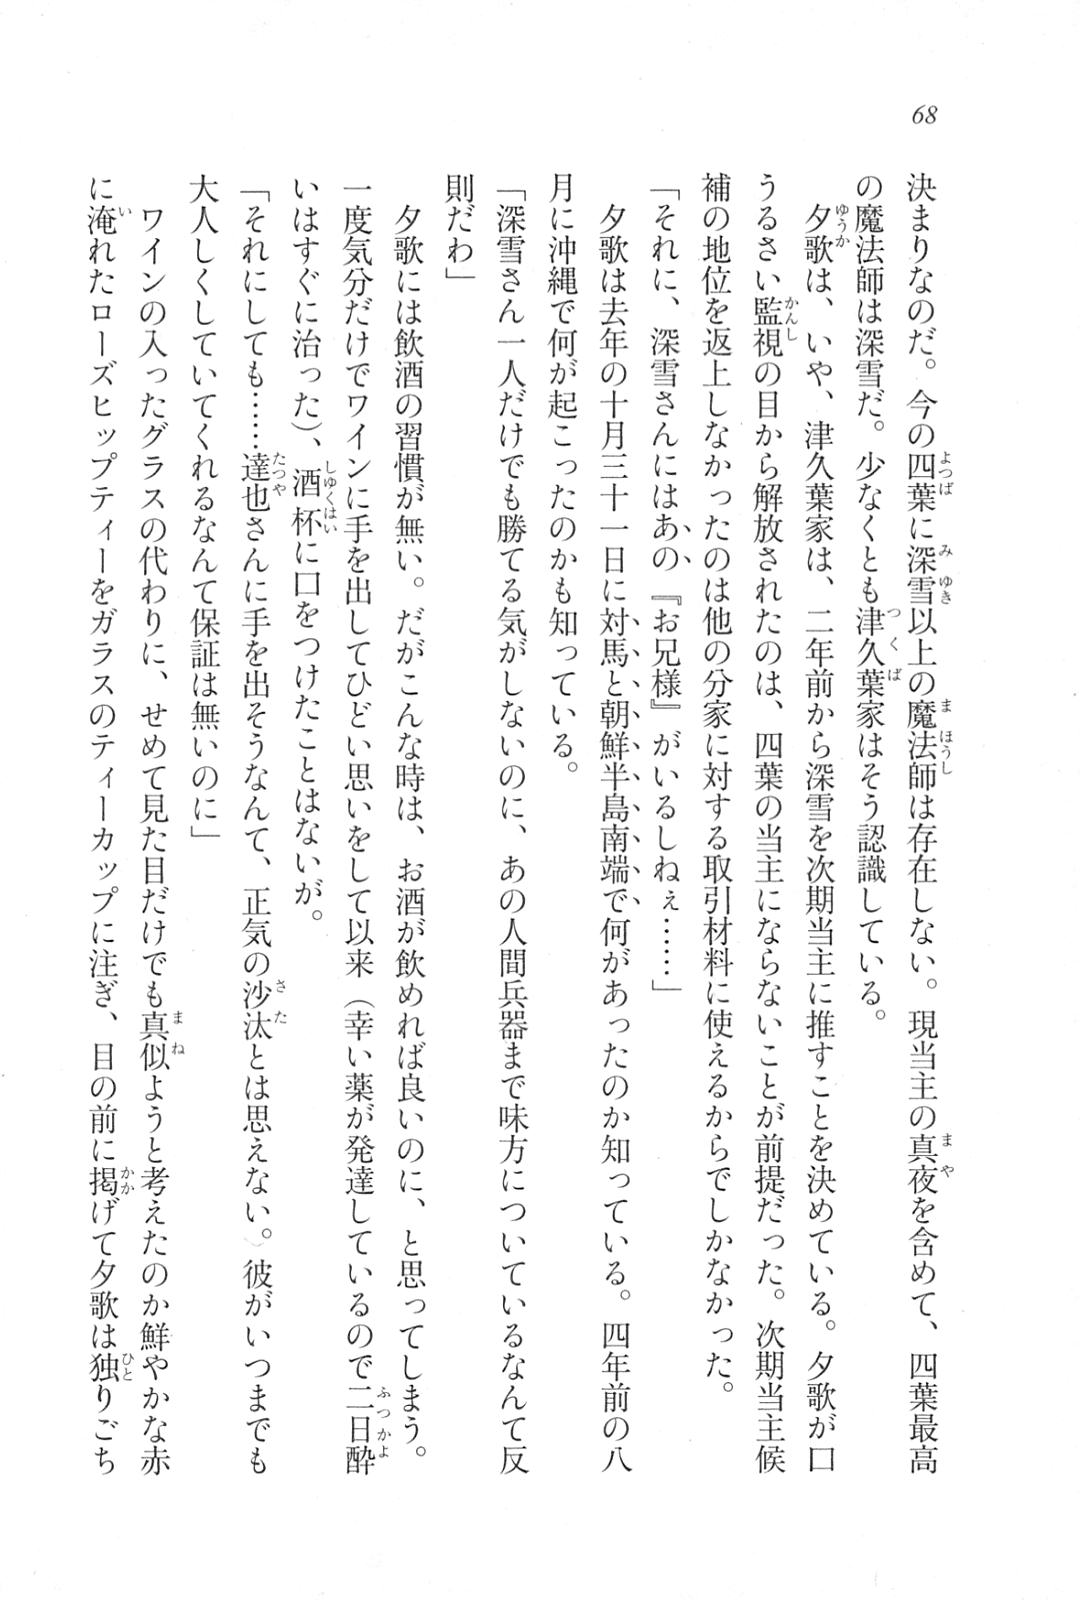 68
決まりなのだ。今の四葉に深雪以上の魔法師は存在しない。現当主の真夜を含めて、四葉最高
の魔法師は深雪だ。少なくとも津久葉家はそう認識している。
夕歌は、いや、津久葉家は、二年前から深雪を次期当主に推すことを決めている。夕歌が口
うるさい監視の目から解放されたのは、四葉の当主にならないことが前提だった。次期当主候
補の地位を返上しなかったのは他の分家に対する取引材料に使えるからでしかなかった。
「それに、深雪さんにはあの『お兄様』がいるしねぇ……」
夕歌は去年の十月三十一日に対馬と朝鮮半島南端で何があったのか知っている。四年前の八
月に沖縄で何が起こったのかも知っている。
「深雪さん一人だけでも勝てる気がしないのに、あの人間兵器まで味方についているなんて反
則だわ」
夕歌には飲酒の習慣が無い。だがこんな時は、お酒が飲めれば良いのに、と思ってしまう。
一度気分だけでワインに手を出してひどい思いをして以来（幸い薬が発達しているので二日酔
いはすぐに治った）、酒杯に口をつけたことはないが。
「それにしても……達也さんに手を出そうなんて、正気の沙汰とは思えない。彼がいつまでも
大人しくしていてくれるなんて保証は無いのに」
ワインの入ったグラスの代わりに、せめて見た目だけでも真似ようと考えたのか鮮やかな赤
に淹れたローズヒップティーをガラスのティーカップに注ぎ、目の前に掲げて夕歌は独りごち